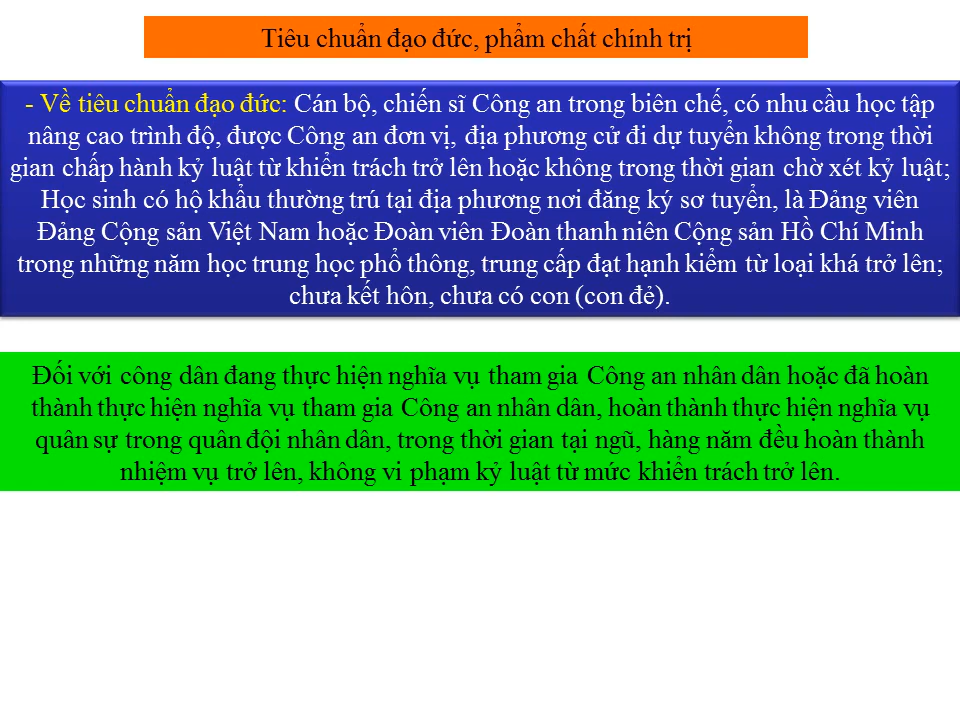 Tiêu chuẩn đạo đức, phẩm chất chính trị
- Về tiêu chuẩn đạo đức: Cán bộ, chiến sĩ Công an trong biên chế, có nhu cầu học tập
nâng cao trình độ, được Công an đơn vị, địa phương cử đi dự tuyển không trong thời
gian chấp hành kỷ luật từ khiển trách trở lên hoặc không trong thời gian chờ xét kỷ luật;
Học sinh có hộ khẩu thường trú tại địa phương nơi đăng ký sơ tuyển, là Đảng viên
Đảng Cộng sản Việt Nam hoặc Đoàn viên Đoàn thanh niên Cộng sản Hồ Chí Minh
trong những năm học trung học phổ thông, trung cấp đạt hạnh kiểm từ loại khá trở lên;
chưa kết hôn, chưa có con (con đẻ).
Đối với công dân đang thực hiện nghĩa vụ tham gia Công an nhân dân hoặc đã hoàn
thành thực hiện nghĩa vụ tham gia Công an nhân dân, hoàn thành thực hiện nghĩa vụ
quân sự trong quân đội nhân dân, trong thời gian tại ngũ, hàng năm đều hoàn thành
nhiệm vụ trở lên, không vi phạm kỷ luật từ mức khiển trách trở lên.